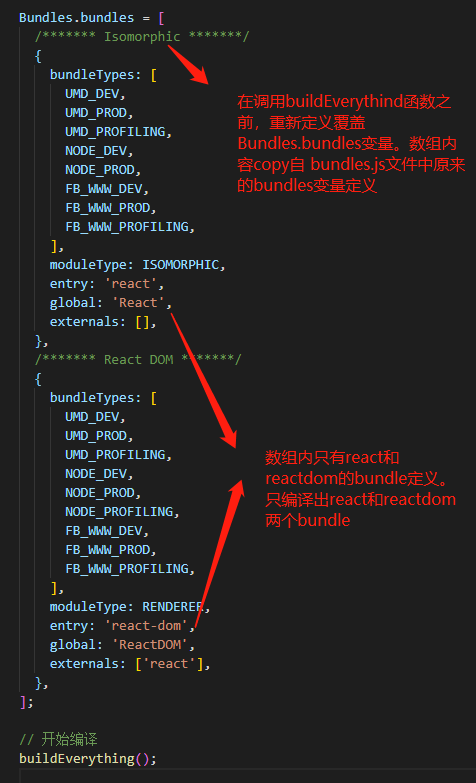 Bundles.bundles = [
/******* Isomorphic *******/
{
bundleTypes: [
UMD_DEV,
UMD_PROD,
UMD_PROFILING,
NODE_DEV,
NODE_PROD,
FB_WWW_DEV,
FB_WWW_PROD,
FB_WWW_PROFILING,
],
moduleType: ISOMORPHIC,
entry: 'react',
global: 'React',
externals: [],
},
在调用buildEverythind函数之
前，重新定义覆盖
Bundles.bundles变量。数组内
容copy自 bundles.js文件中原来
的bundles变量定义
/******* React DOM *******/
{
bundleTypes: [
UMD_DEV,
UMD_PROD,
UMD_PROFILING,
NODE_DEV,
NODE_PROD,
NODE_PROFILING,
FB_WWW_DEV,
FB_WWW_PROD,
FB_WWW_PROFILING,
],
moduleType: RENDERER,
entry: 'react-dom',
global: 'ReactDOM',
externals: ['react'],
},
];
数组内只有react和
reactdom的bundle定义。
只编译出react和reactdom
两个bundle
// 开始编译
buildEverything();